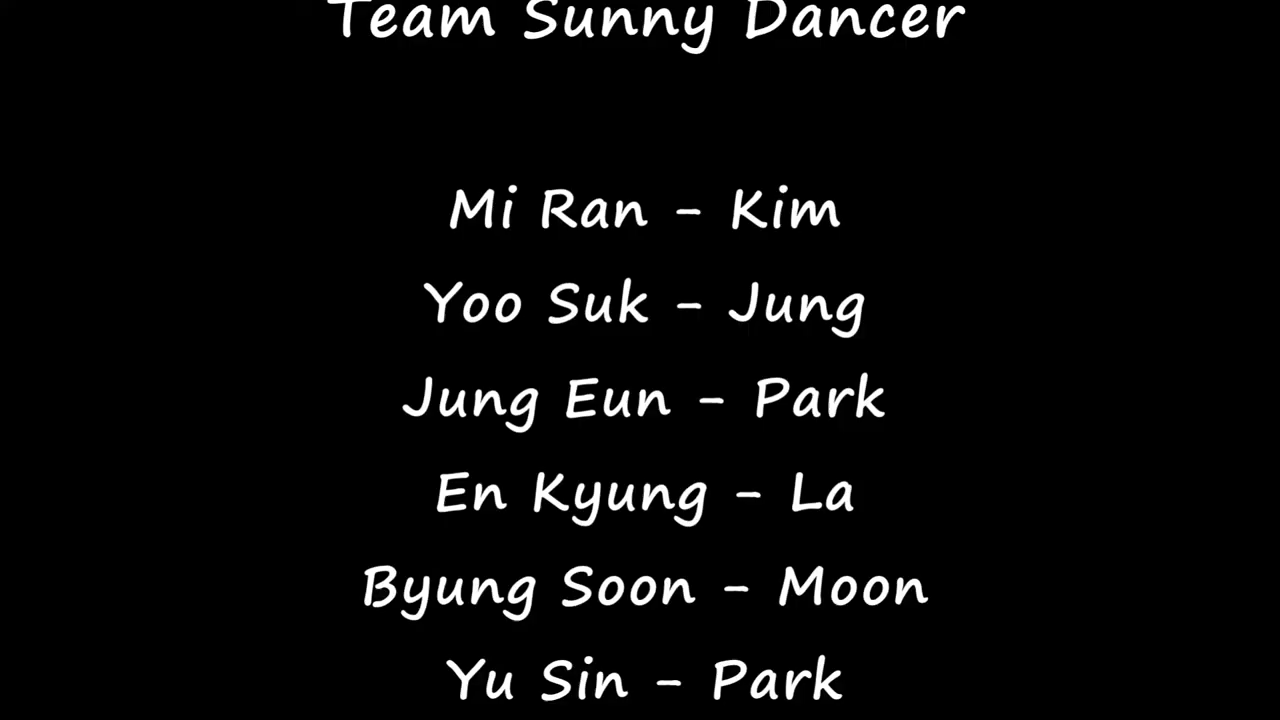 Team Sunny Dancer
Mi Ran - Kim
Yoo Suk - Jung
Jung Eun - Park
En Kyung - La
Byung Soon - Moon
Yu Sin - Park